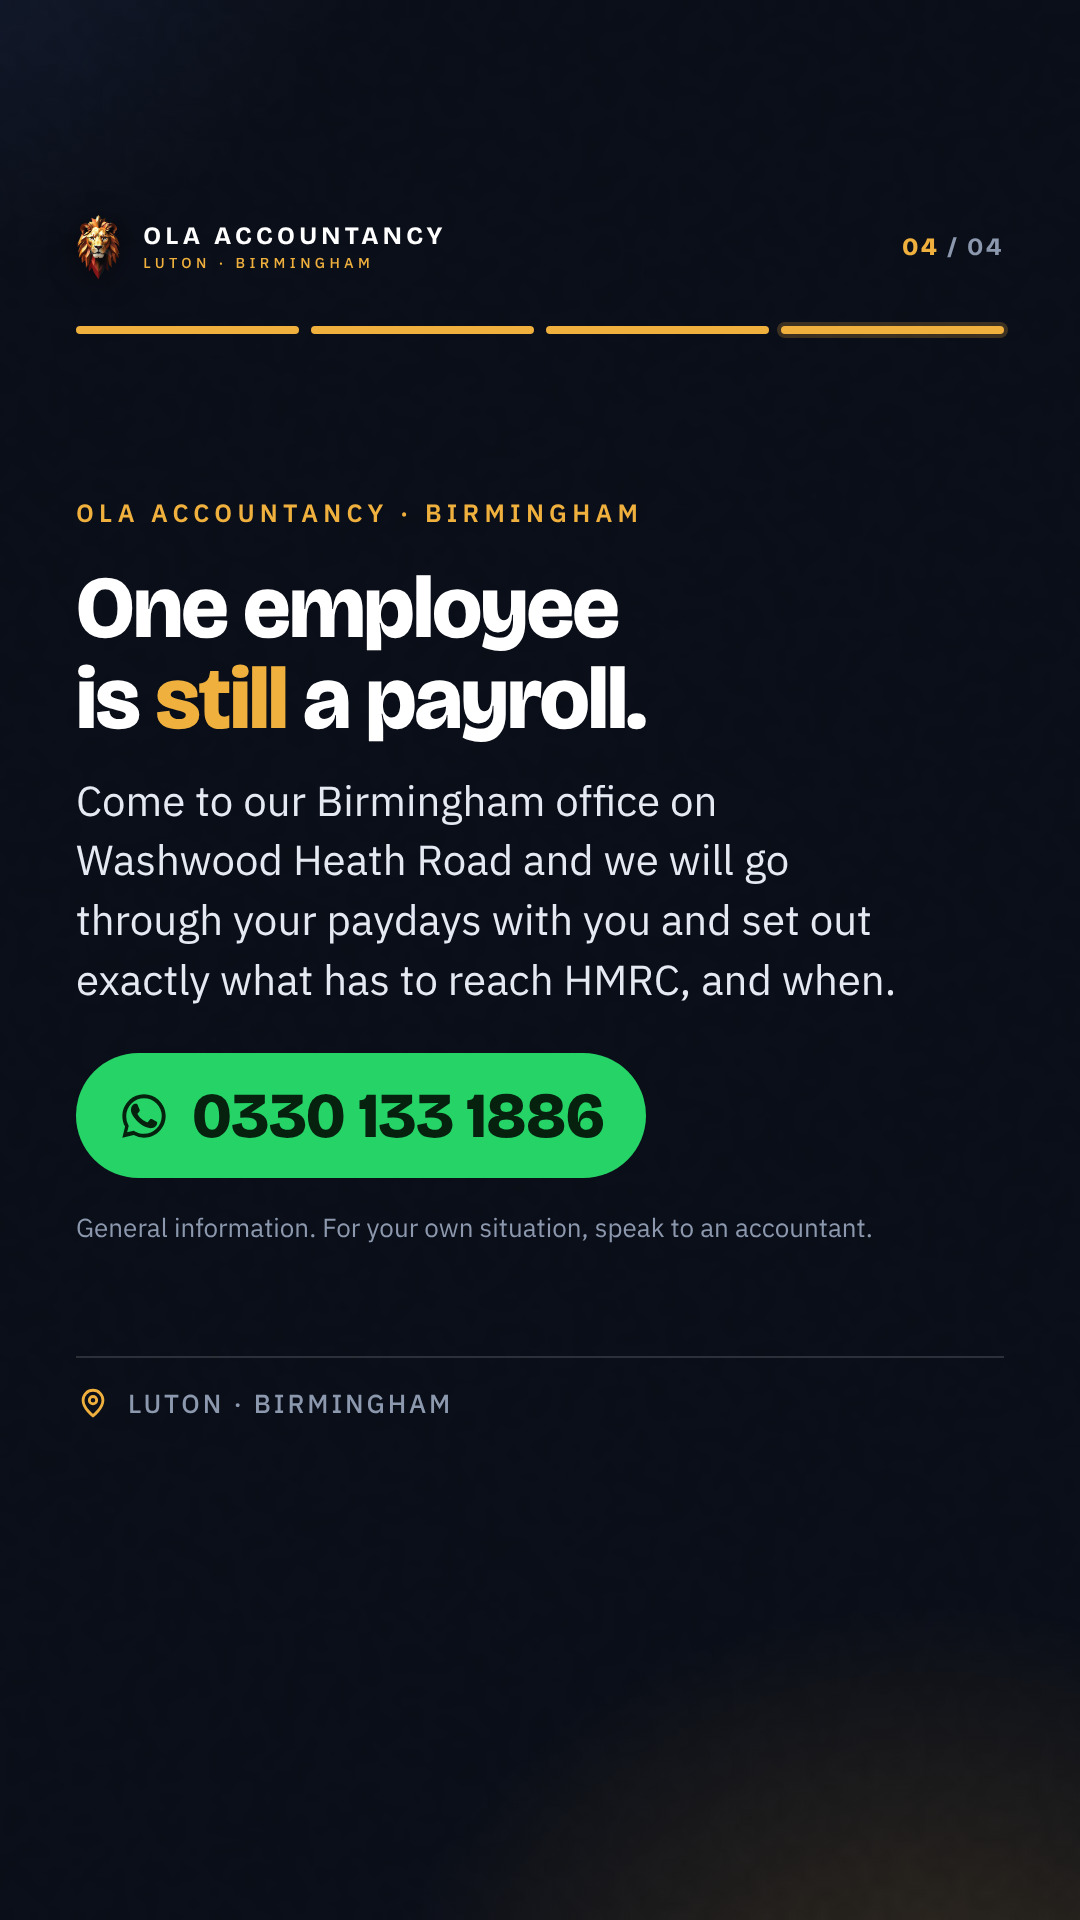 OLA ACCOUNTANCY
LUTON · BIRMINGHAM
04 / 04
OLA ACCOUNTANCY · BIRMINGHAM
One employee
is still a payroll.
Come to our Birmingham office on
Washwood Heath Road and we will go
through your paydays with you and set out
exactly what has to reach HMRC, and when.
0330 133 1886
General information. For your own situation, speak to an accountant.
LUTON · BIRMINGHAM